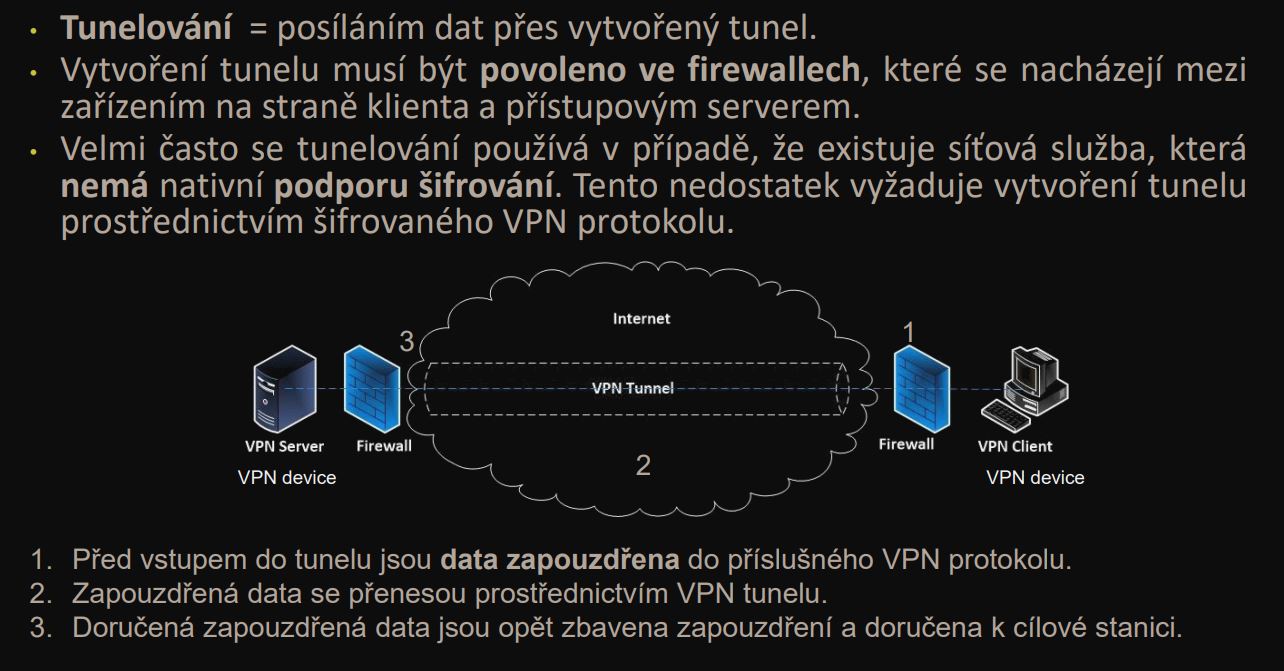 • Tunelování = posíláním dat přes vytvořený tunel.
• Vytvoření tunelu musí být povoleno ve firewallech, které se nacházejí mezi
zařízením na straně klienta a přístupovým serverem.
• Velmi často se tunelování používá v případě, že existuje síťová služba, která
nemá nativní podporu šifrování. Tento nedostatek vyžaduje vytvoření tunelu
prostřednictvím šifrovaného VPN protokolu.
Internet
3
1
VPN Tunnel
VPN Server
Firewall
Firewall
VPN Client
2
VPN device
VPN device
1. Před vstupem do tunelu jsou data zapouzdřena do příslušného VPN protokolu.
2. Zapouzdřená data se přenesou prostřednictvím VPN tunelu.
3. Doručená zapouzdřená data jsou opět zbavena zapouzdření a doručena k cílové stanici.